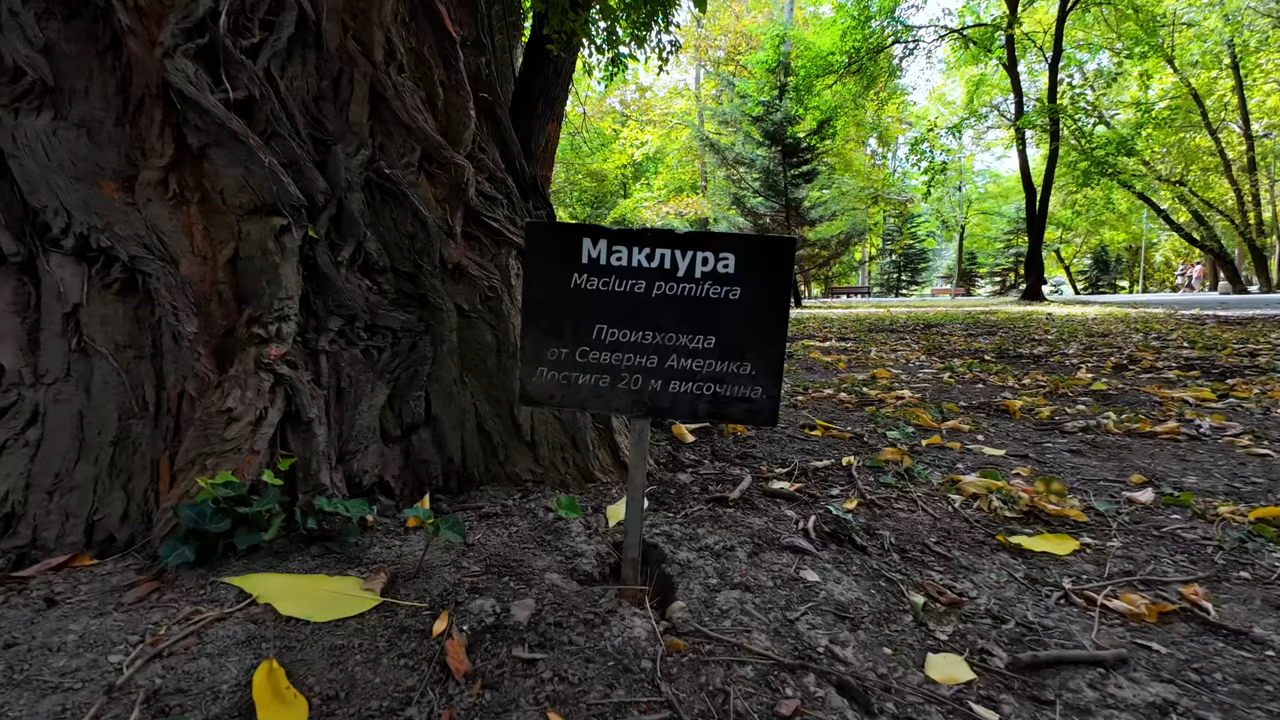 Маклура
Maclura pomifera
Произхожда
от Северна Америка.
Достига 20 м височина.